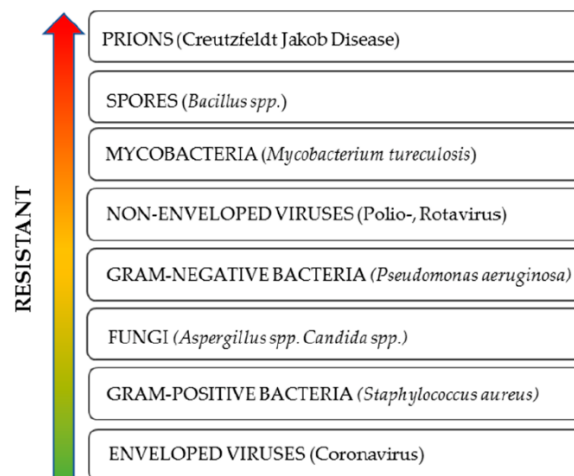 RESISTANT
PRIONS (Creutzfeldt Jakob Disease)
SPORES (Bacillus spp.)
MYCOBACTERIA (Mycobacterium tureculosis)
NON-ENVELOPED VIRUSES (Polio-, Rotavirus)
GRAM-NEGATIVE BACTERIA (Pseudomonas aeruginosa)
FUNGI (Aspergillus spp. Candida spp.)
GRAM-POSITIVE BACTERIA (Staphylococcus aureus)
ENVELOPED VIRUSES (Coronavirus)